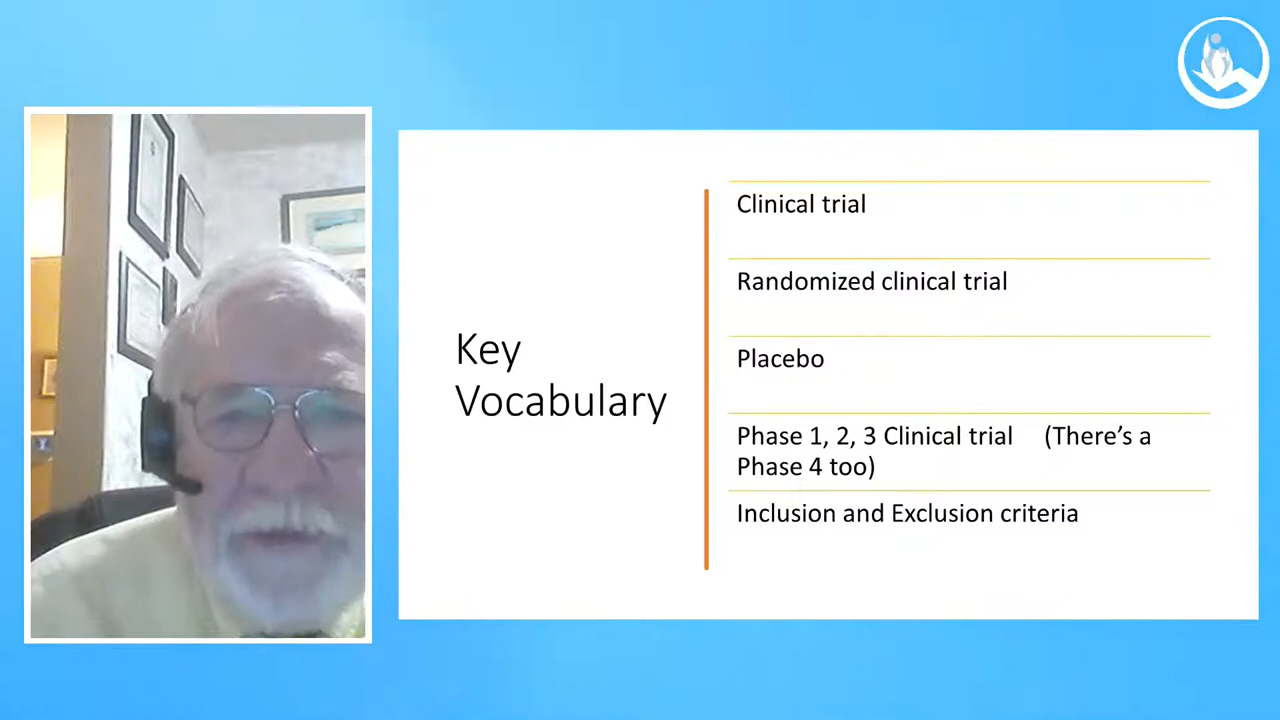 Key
Vocabulary
Clinical trial
Randomized clinical trial
Placebo
Phase 1, 2, 3 Clinical trial (There’s a
Phase 4 too)
Inclusion and Exclusion criteria